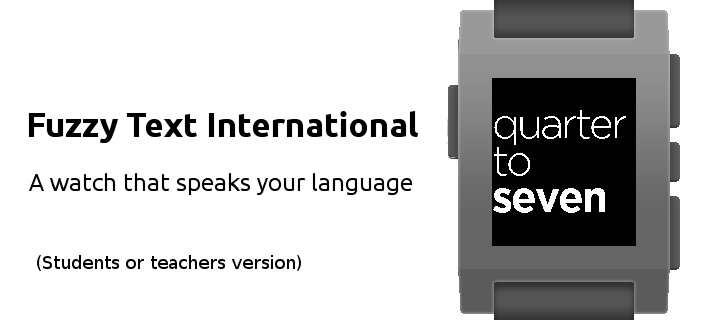 Fuzzy Text International
A watch that speaks your language
(Students or teachers version)
quarter
to
seven